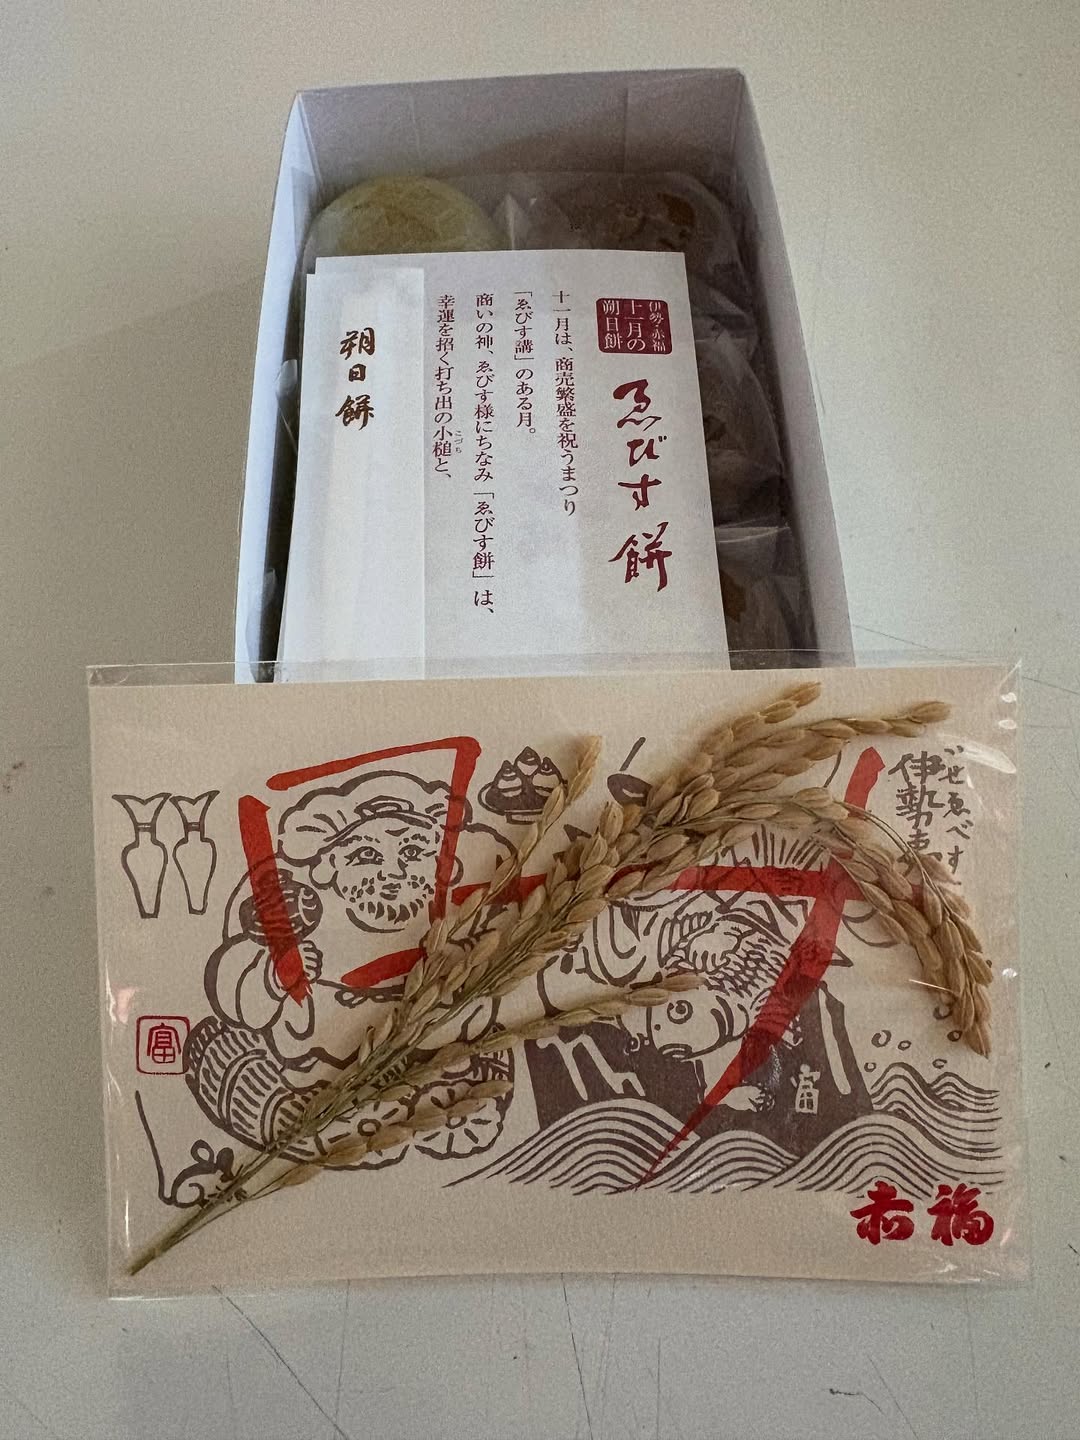 伊勢・赤福
十一月の
朔日餅
ゑびす餅
十一月は、商売繁盛を祝うまつり
「ゑびす講」のある月。
商いの神、ゑびす様にちなみ「ゑびす餅」は、
幸運を招く打ち出の小槌と、
こづち
朔日餅
伊勢
富
富
赤福